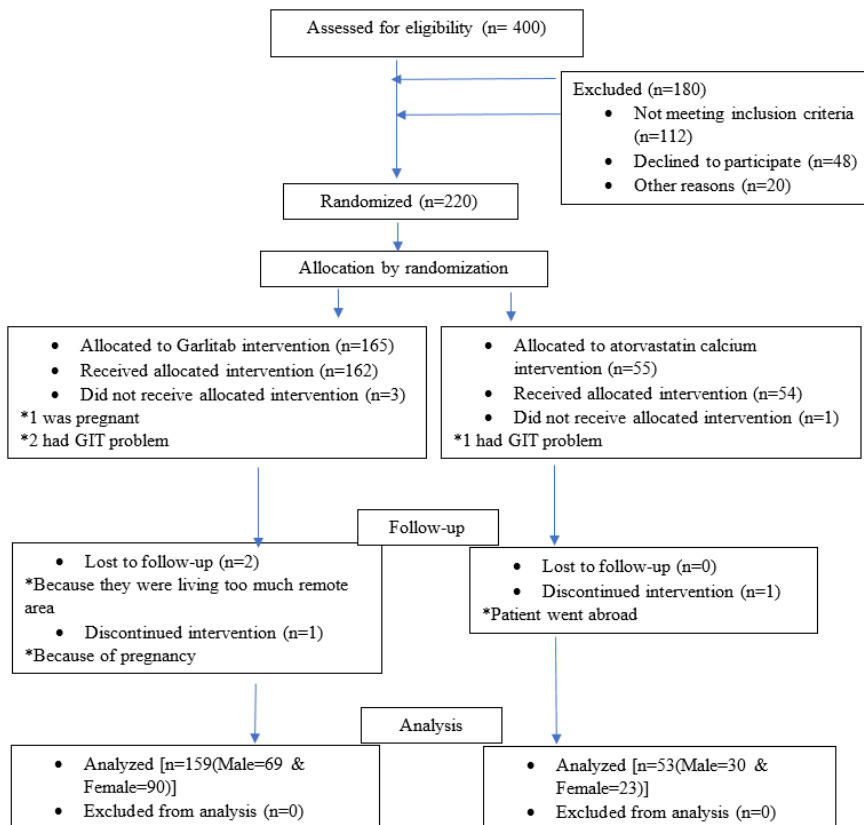 Assessed for eligibility (n= 400)
Excluded (n=180)
• Not meeting inclusion criteria
(n=112)
• Declined to participate (n=48)
• Other reasons (n=20)
Randomized (n=220)
Allocation by randomization
• Allocated to Garlitab intervention (n=165)
• Received allocated intervention (n=162)
• Did not receive allocated intervention (n=3)
*1 was pregnant
*2 had GIT problem
• Allocated to atorvastatin calcium
intervention (n=55)
• Received allocated intervention (n=54)
• Did not receive allocated intervention (n=1)
*1 had GIT problem
Follow-up
• Lost to follow-up (n=2)
*Because they were living too much remote
area
• Discontinued intervention (n=1)
*Because of pregnancy
• Lost to follow-up (n=0)
• Discontinued intervention (n=1)
*Patient went abroad
Analysis
• Analyzed [n=159(Male=69 &
Female=90)]
• Excluded from analysis (n=0)
• Analyzed [n=53(Male=30 &
Female=23)]
• Excluded from analysis (n=0)